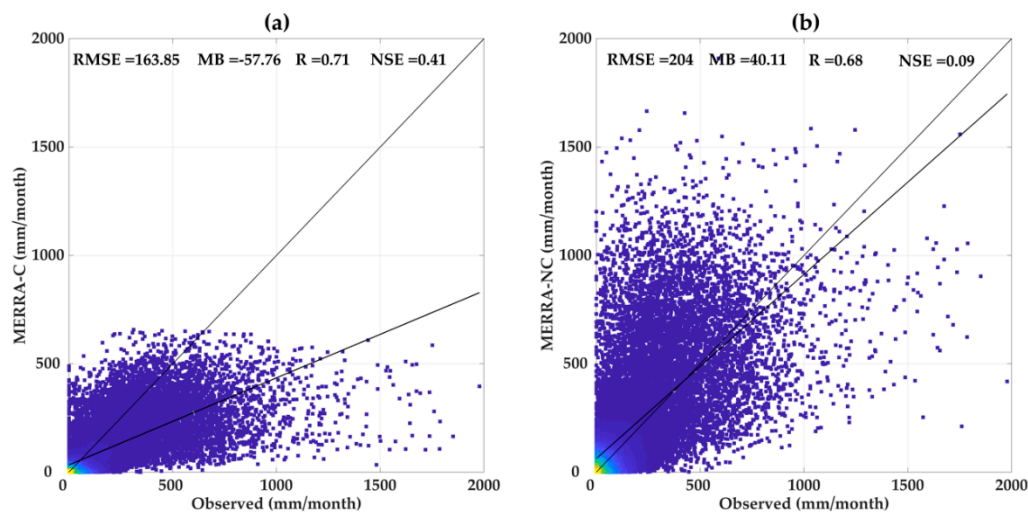 (a)
RMSE =163.85 MB =-57.76 R =0.71 NSE =0.41
2000
1500
1000
500
0
MERRA-C (mm/month)
0 500 1000 1500 2000
Observed (mm/month)
(b)
RMSE =204 MB =40.11 R =0.68 NSE =0.09
2000
1500
1000
500
0
MERRA-NC (mm/month)
0 500 1000 1500 2000
Observed (mm/month)